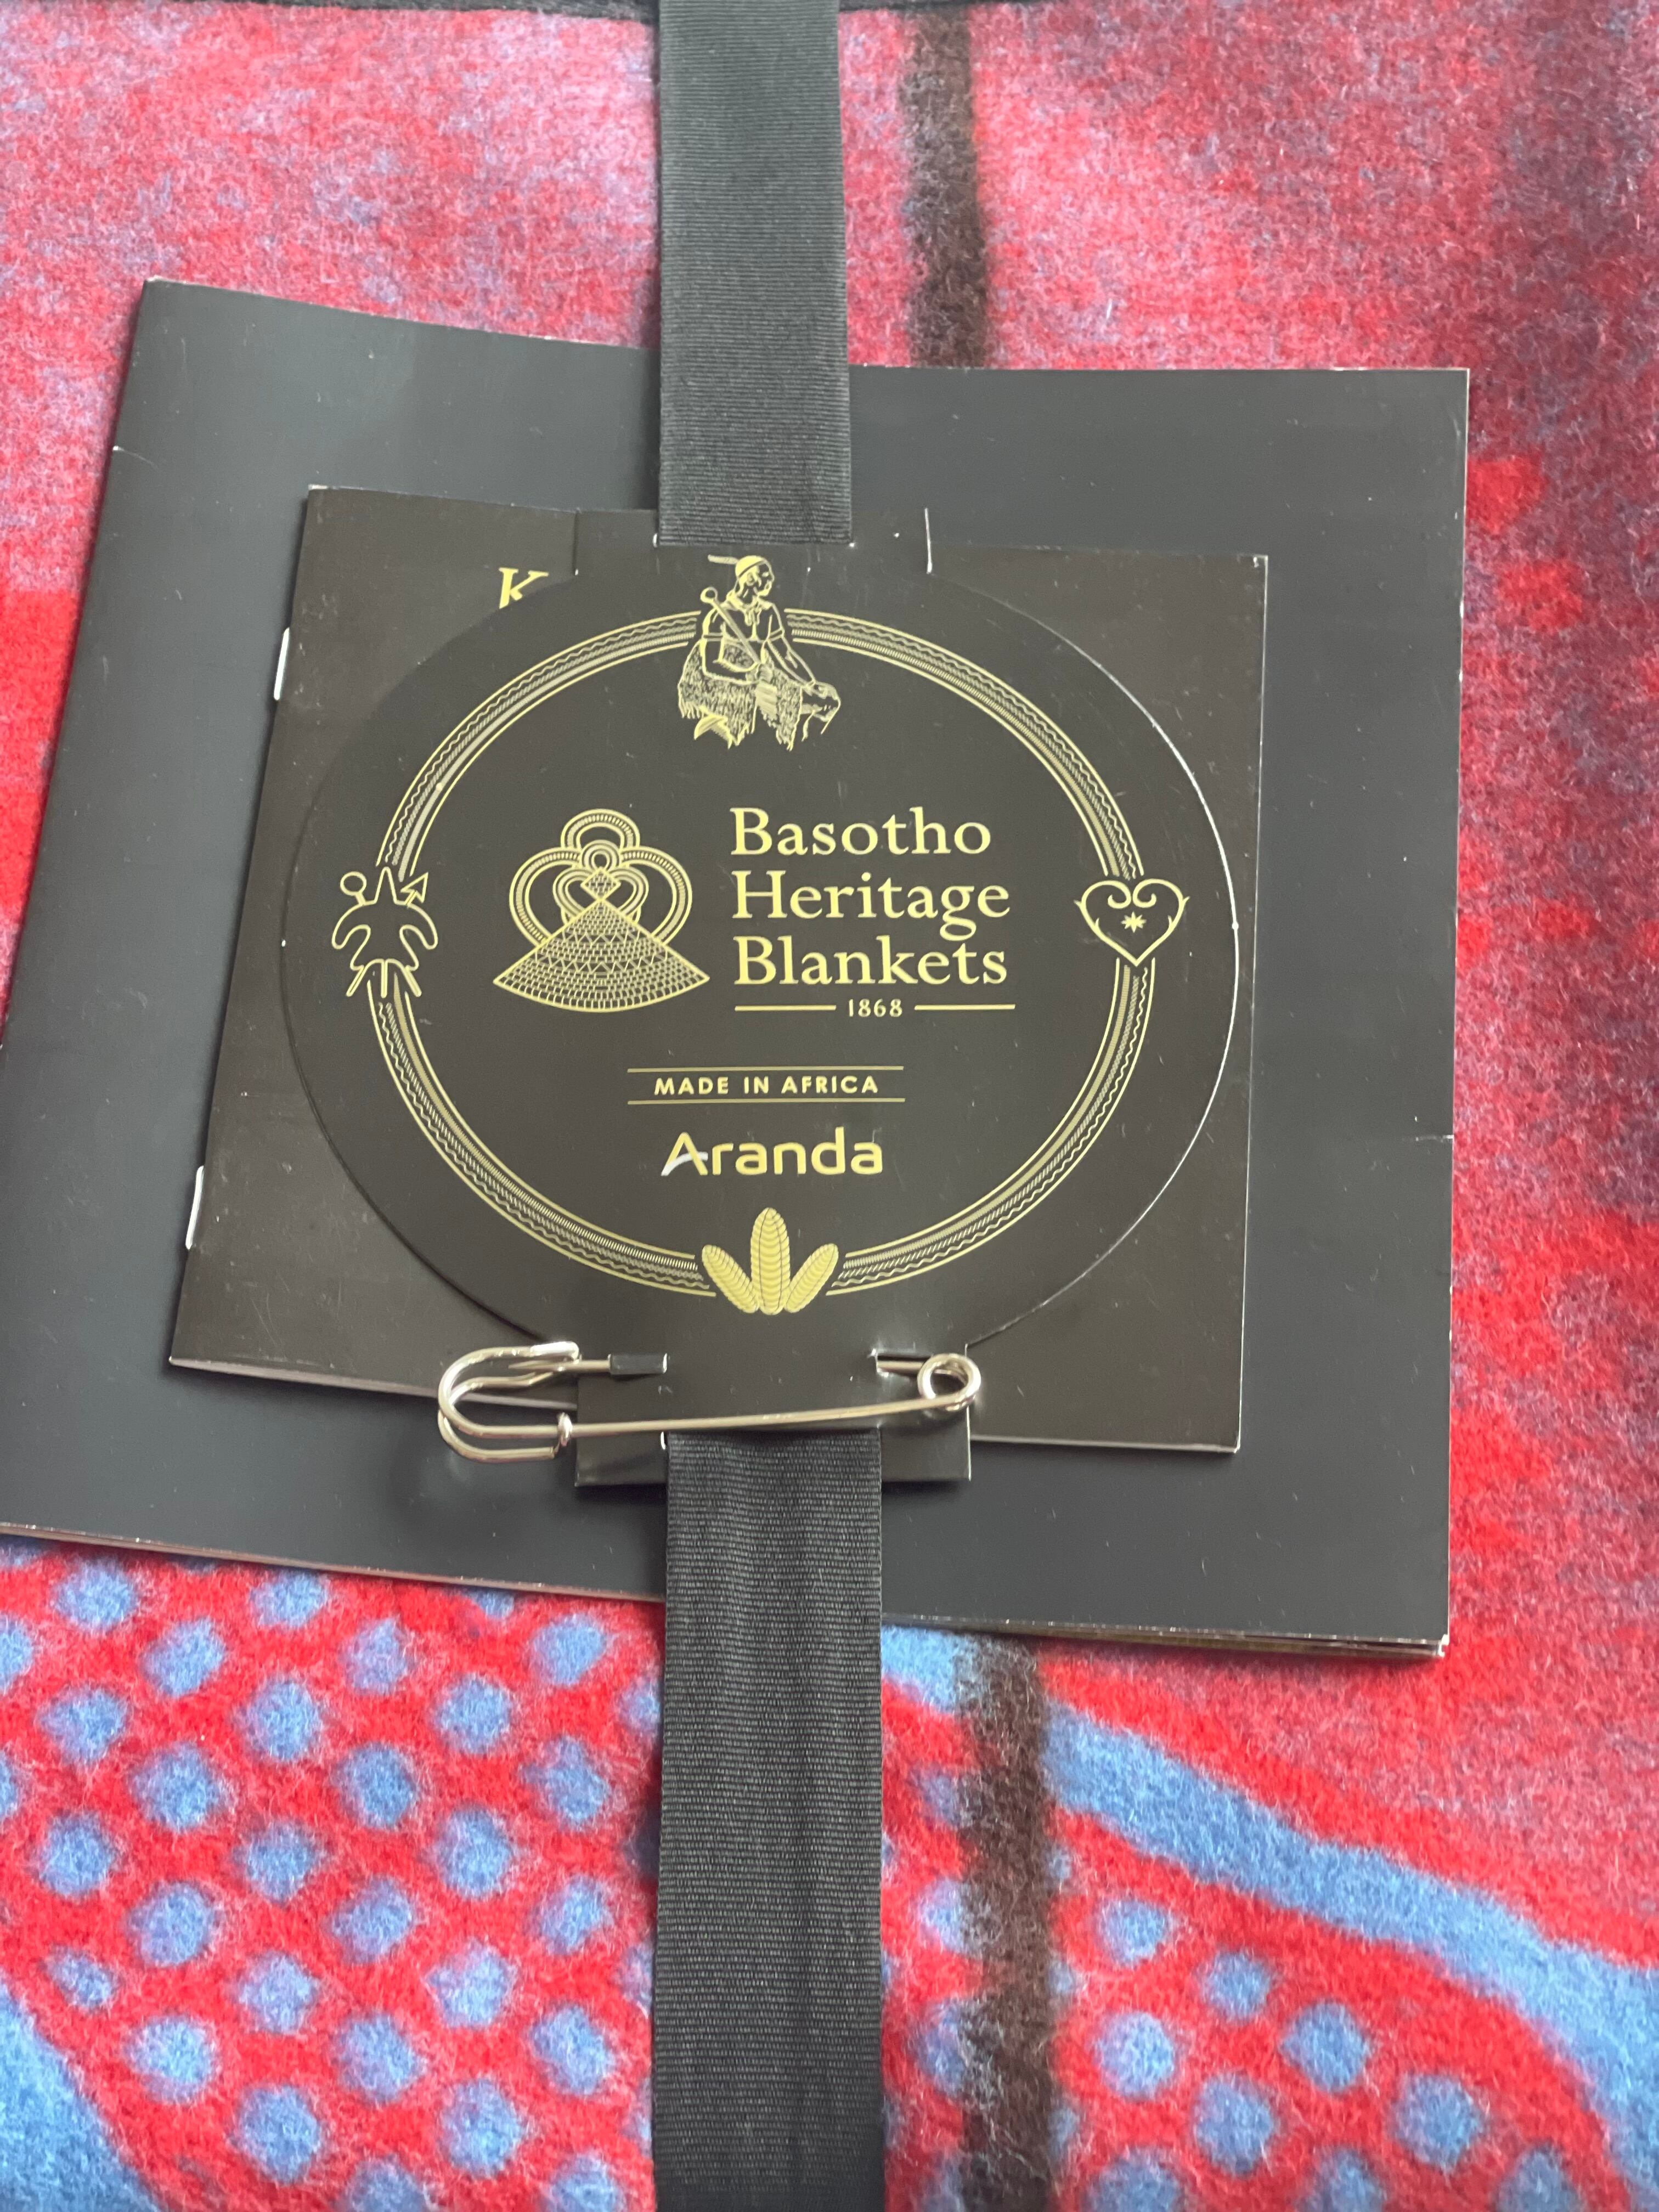 K
Basotho
Heritage
Blankets
1868
MADE IN AFRICA
Aranda